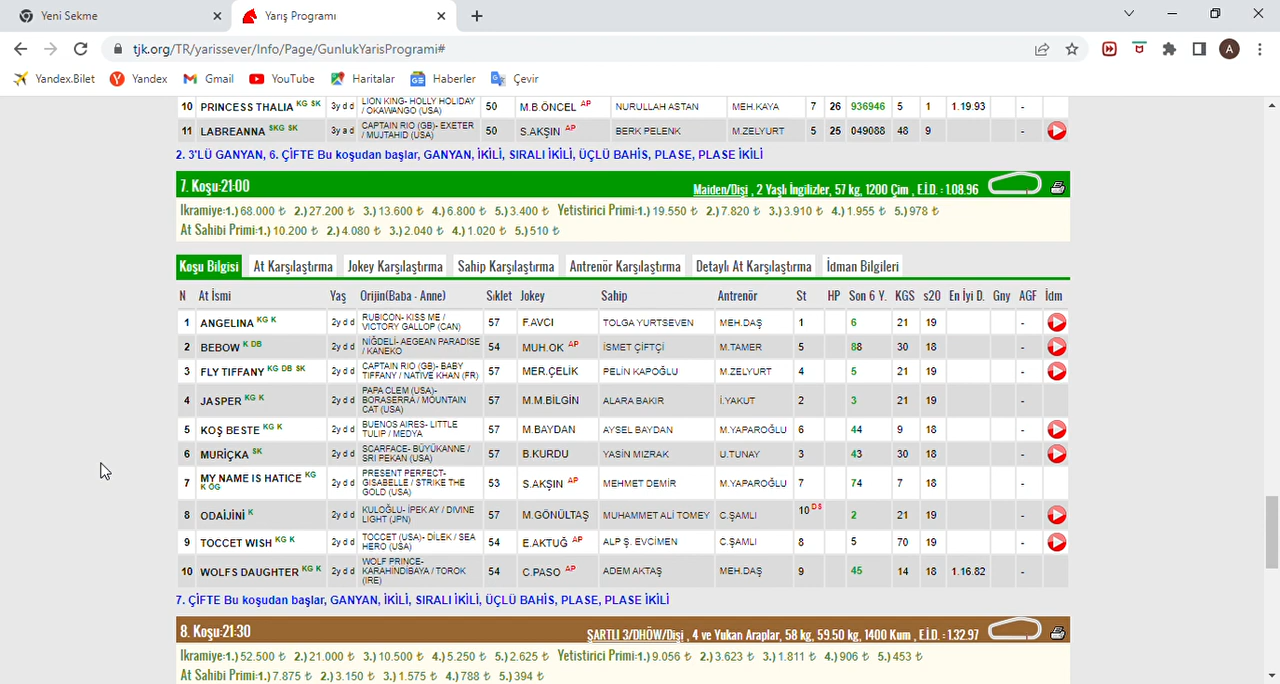 Yeni Sekme
Yarış Programı
tjk.org/TR/yarissever/Info/Page/GunlukYarisProgrami#
A
Yandex.Bilet Yandex Gmail YouTube Haritalar Haberler Çevir
10 PRINCESS THALIA KG SK 3y d d LION KING- HOLLY HOLIDAY / OKAWANGO (USA) 50 M.B.ÖNCEL AP NURULLAH ASTAN MEH.KAYA 7 26 936946 5 1 1.19.93 -
11 LABREANNA SKG SK 3y a d CAPTAIN RIO (GB)- EXETER / MUJTAHID (USA) 50 S.AKŞIN AP BERK PELENK M.ZELYURT 5 25 049088 48 9 -
2. 3'LÜ GANYAN, 6. ÇİFTE Bu koşudan başlar, GANYAN, İKİLİ, SIRALI İKİLİ, ÜÇLÜ BAHİS, PLASE, PLASE İKİLİ
7. Koşu:21:00 Maiden/Dişi , 2 Yaşlı İngilizler, 57 kg, 1200 Çim , E.İ.D. : 1.08.96
Ikramiye:1.) 68.000 ₺ 2.) 27.200 ₺ 3.) 13.600 ₺ 4.) 6.800 ₺ 5.) 3.400 ₺ Yetistirici Primi:1.) 19.550 ₺ 2.) 7.820 ₺ 3.) 3.910 ₺ 4.) 1.955 ₺ 5.) 978 ₺
At Sahibi Primi:1.) 10.200 ₺ 2.) 4.080 ₺ 3.) 2.040 ₺ 4.) 1.020 ₺ 5.) 510 ₺
Koşu Bilgisi At Karşılaştırma Jokey Karşılaştırma Sahip Karşılaştırma Antrenör Karşılaştırma Detaylı At Karşılaştırma İdman Bilgileri
N At İsmi Yaş Orijin(Baba - Anne) Sıklet Jokey Sahip Antrenör St HP Son 6 Y. KGS s20 En İyi D. Gny AGF İdm
1 ANGELINA KG K 2y d d RUBICON- KISS ME / VICTORY GALLOP (CAN) 57 F.AVCI TOLGA YURTSEVEN MEH.DAŞ 1 6 21 19 -
2 BEBOW K DB 2y d d NİĞDELİ- AEGEAN PARADISE / KANEKO 54 MUH.OK AP İSMET ÇİFTÇİ M.TAMER 5 88 30 18 -
3 FLY TIFFANY KG DB SK 2y d d CAPTAIN RIO (GB)- BABY TIFFANY / NATIVE KHAN (FR) 57 MER.ÇELİK PELİN KAPOĞLU M.ZELYURT 4 5 21 19 -
4 JASPER KG K 2y d d PAPA CLEM (USA)- BORASERRA / MOUNTAIN CAT (USA) 57 M.M.BİLGİN ALARA BAKIR İ.YAKUT 2 3 21 19 -
5 KOŞ BESTE KG K 2y d d BUENOS AIRES- LITTLE TULIP / MEDYA 57 M.BAYDAN AYSEL BAYDAN M.YAPAROĞLU 6 44 9 18 -
6 MURİÇKA SK 2y d d SCARFACE- BÜYÜKANNE / SRI PEKAN (USA) 57 B.KURDU YASİN MIZRAK U.TUNAY 3 43 30 18 -
7 MY NAME IS HATICE KG K ÖG 2y d d PRESENT PERFECT- GISABELLE / STRIKE THE GOLD (USA) 53 S.AKŞIN AP MEHMET DEMİR M.YAPAROĞLU 7 74 7 18 -
8 ODAİJİNİ K 2y d d KULOĞLU- İPEK AY / DIVINE LIGHT (JPN) 57 M.GÖNÜLTAŞ MUHAMMET ALİ TOMEY C.ŞAMLI 10 DS 2 21 19 -
9 TOCCET WISH KG K 2y d d TOCCET (USA)- DİLEK / SEA HERO (USA) 54 E.AKTUĞ AP ALP Ş. EVCİMEN C.ŞAMLI 8 5 70 19 -
10 WOLFS DAUGHTER KG K 2y d d WOLF PRINCE- KARAHİNDİBAYA / TOROK (IRE) 54 C.PASO AP ADEM AKTAŞ MEH.DAŞ 9 45 14 18 1.16.82 -
7. ÇİFTE Bu koşudan başlar, GANYAN, İKİLİ, SIRALI İKİLİ, ÜÇLÜ BAHİS, PLASE, PLASE İKİLİ
8. Koşu:21:30 ŞARTLI 3/DHÖW/Dişi , 4 ve Yukarı Araplar, 58 kg, 59.50 kg, 1400 Kum , E.İ.D. : 1.32.97
Ikramiye:1.) 52.500 ₺ 2.) 21.000 ₺ 3.) 10.500 ₺ 4.) 5.250 ₺ 5.) 2.625 ₺ Yetistirici Primi:1.) 9.056 ₺ 2.) 3.623 ₺ 3.) 1.811 ₺ 4.) 906 ₺ 5.) 453 ₺
At Sahibi Primi:1.) 7.875 ₺ 2.) 3.150 ₺ 3.) 1.575 ₺ 4.) 788 ₺ 5.) 394 ₺